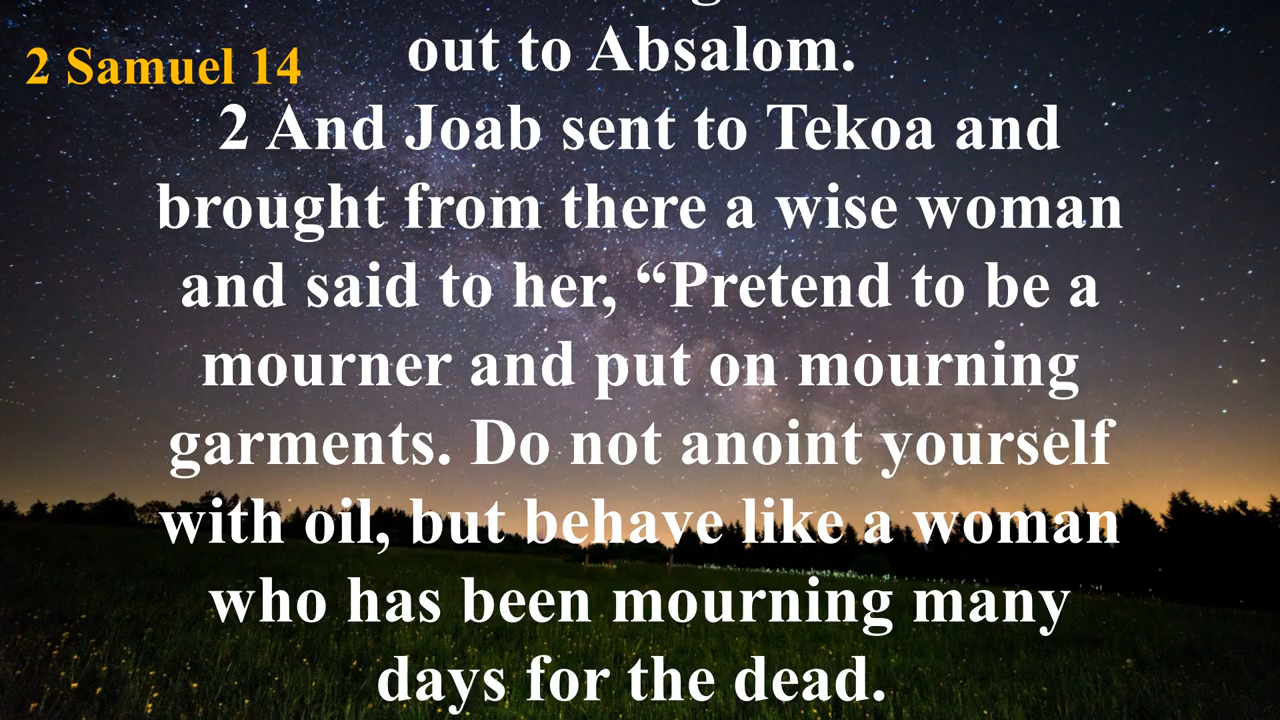 2 Samuel 14
out to Absalom.
2 And Joab sent to Tekoa and
brought from there a wise woman
and said to her, “Pretend to be a
mourner and put on mourning
garments. Do not anoint yourself
with oil, but behave like a woman
who has been mourning many
days for the dead.